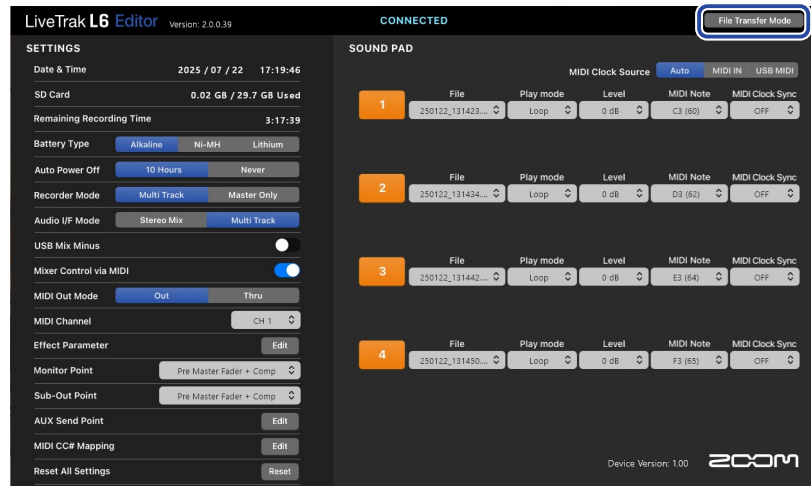 LiveTrak L6 Editor Version: 2.0.0.39
CONNECTED
File Transfer Mode
SETTINGS
Date & Time 2025 / 07 / 22 17:19:46
SD Card 0.02 GB / 29.7 GB Used
Remaining Recording Time 3:17:39
Battery Type Alkaline Ni-MH Lithium
Auto Power Off 10 Hours Never
Recorder Mode Multi Track Master Only
Audio I/F Mode Stereo Mix Multi Track
USB Mix Minus
Mixer Control via MIDI
MIDI Out Mode Out Thru
MIDI Channel CH 1
Effect Parameter Edit
Monitor Point Pre Master Fader + Comp
Sub-Out Point Pre Master Fader + Comp
AUX Send Point Edit
MIDI CC# Mapping Edit
Reset All Settings Reset
SOUND PAD
MIDI Clock Source Auto MIDI IN USB MIDI
File Play mode Level MIDI Note MIDI Clock Sync
1 250122_131423.... Loop 0 dB C3 (60) OFF
File Play mode Level MIDI Note MIDI Clock Sync
2 250122_131434.... Loop 0 dB D3 (62) OFF
File Play mode Level MIDI Note MIDI Clock Sync
3 250122_131442.... Loop 0 dB E3 (64) OFF
File Play mode Level MIDI Note MIDI Clock Sync
4 250122_131450.... Loop 0 dB F3 (65) OFF
Device Version: 1.00 ZOOM